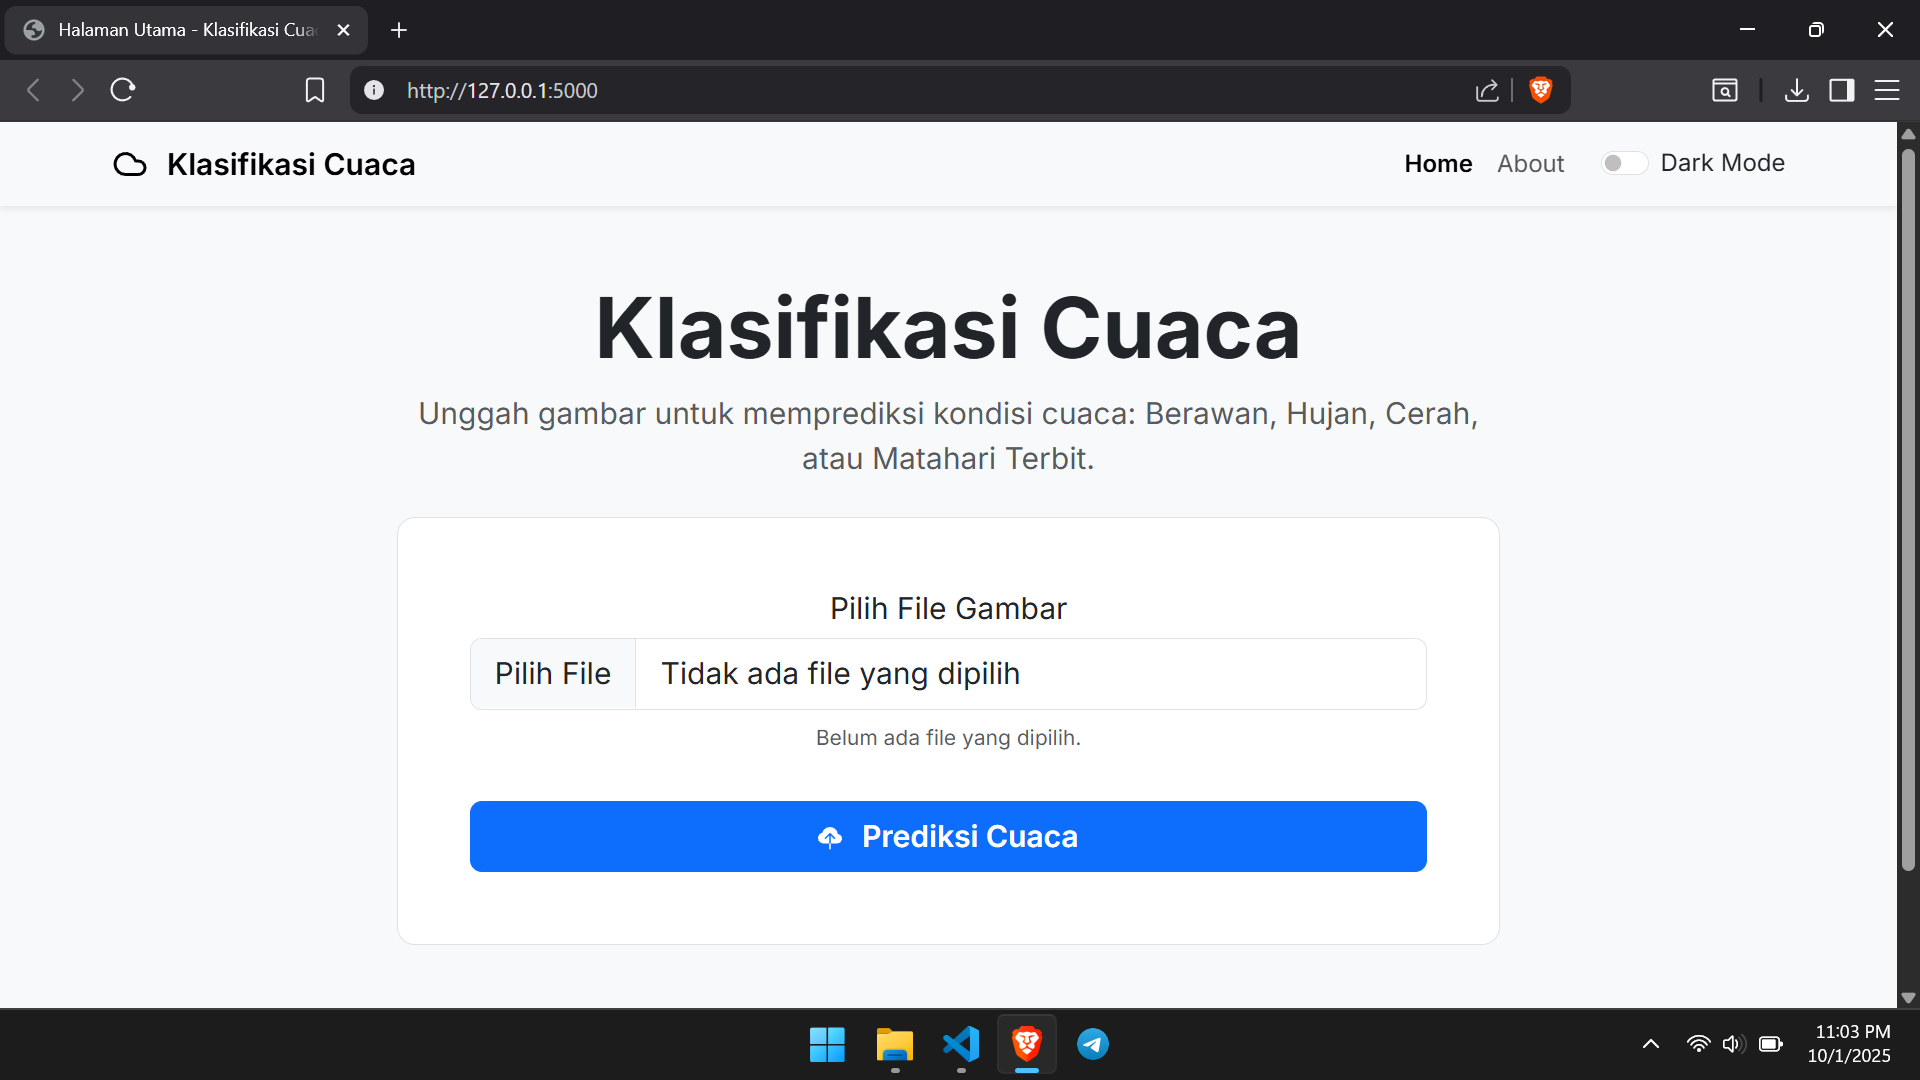 Halaman Utama - Klasifikasi Cua
http://127.0.0.1:5000
Klasifikasi Cuaca
Home
About
Dark Mode
Klasifikasi Cuaca
Unggah gambar untuk memprediksi kondisi cuaca: Berawan, Hujan, Cerah,
atau Matahari Terbit.
Pilih File Gambar
Pilih File
Tidak ada file yang dipilih
Belum ada file yang dipilih.
Prediksi Cuaca
11:03 PM
10/1/2025